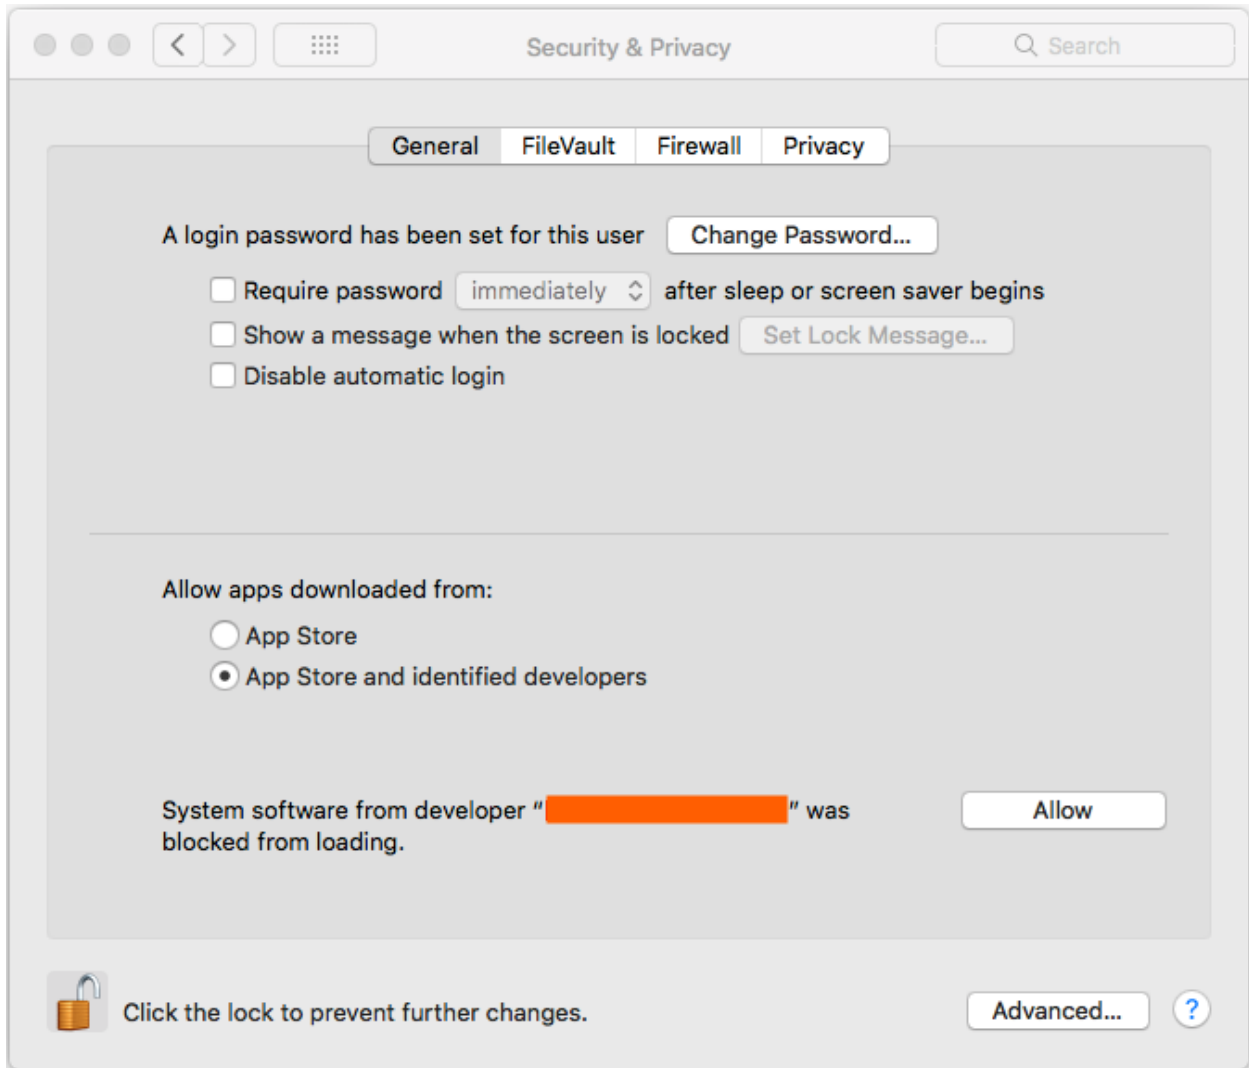 Security & Privacy
Search
General FileVault Firewall Privacy
A login password has been set for this user Change Password...
Require password immediately after sleep or screen saver begins
Show a message when the screen is locked Set Lock Message...
Disable automatic login
Allow apps downloaded from:
App Store
App Store and identified developers
System software from developer “ ” was
blocked from loading.
Allow
Click the lock to prevent further changes.
Advanced... ?